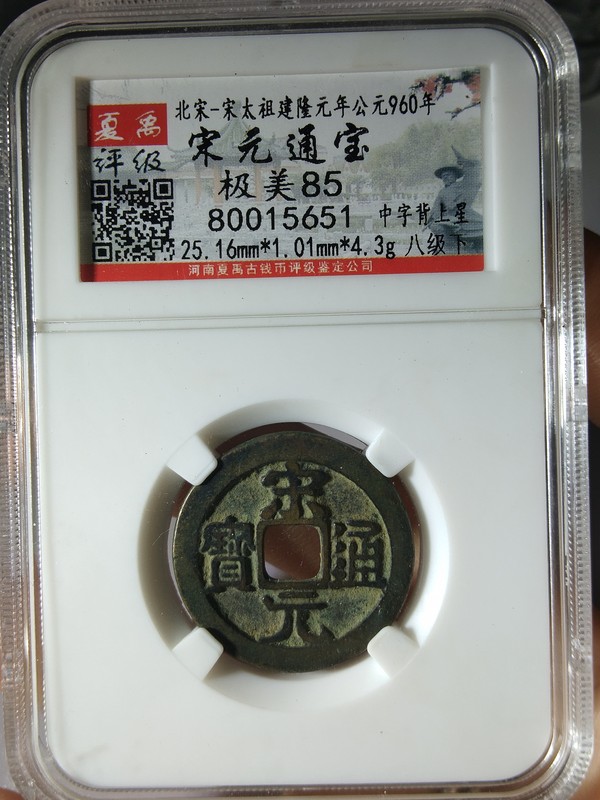 北宋-宋太祖建隆元年公元960年
夏禹
评级
宋元通宝
极美85
80015651 中字背上星
25.16mm*1.01mm*4.3g 八级下
河南夏禹古钱币评级鉴定公司
宋
元
通
寶